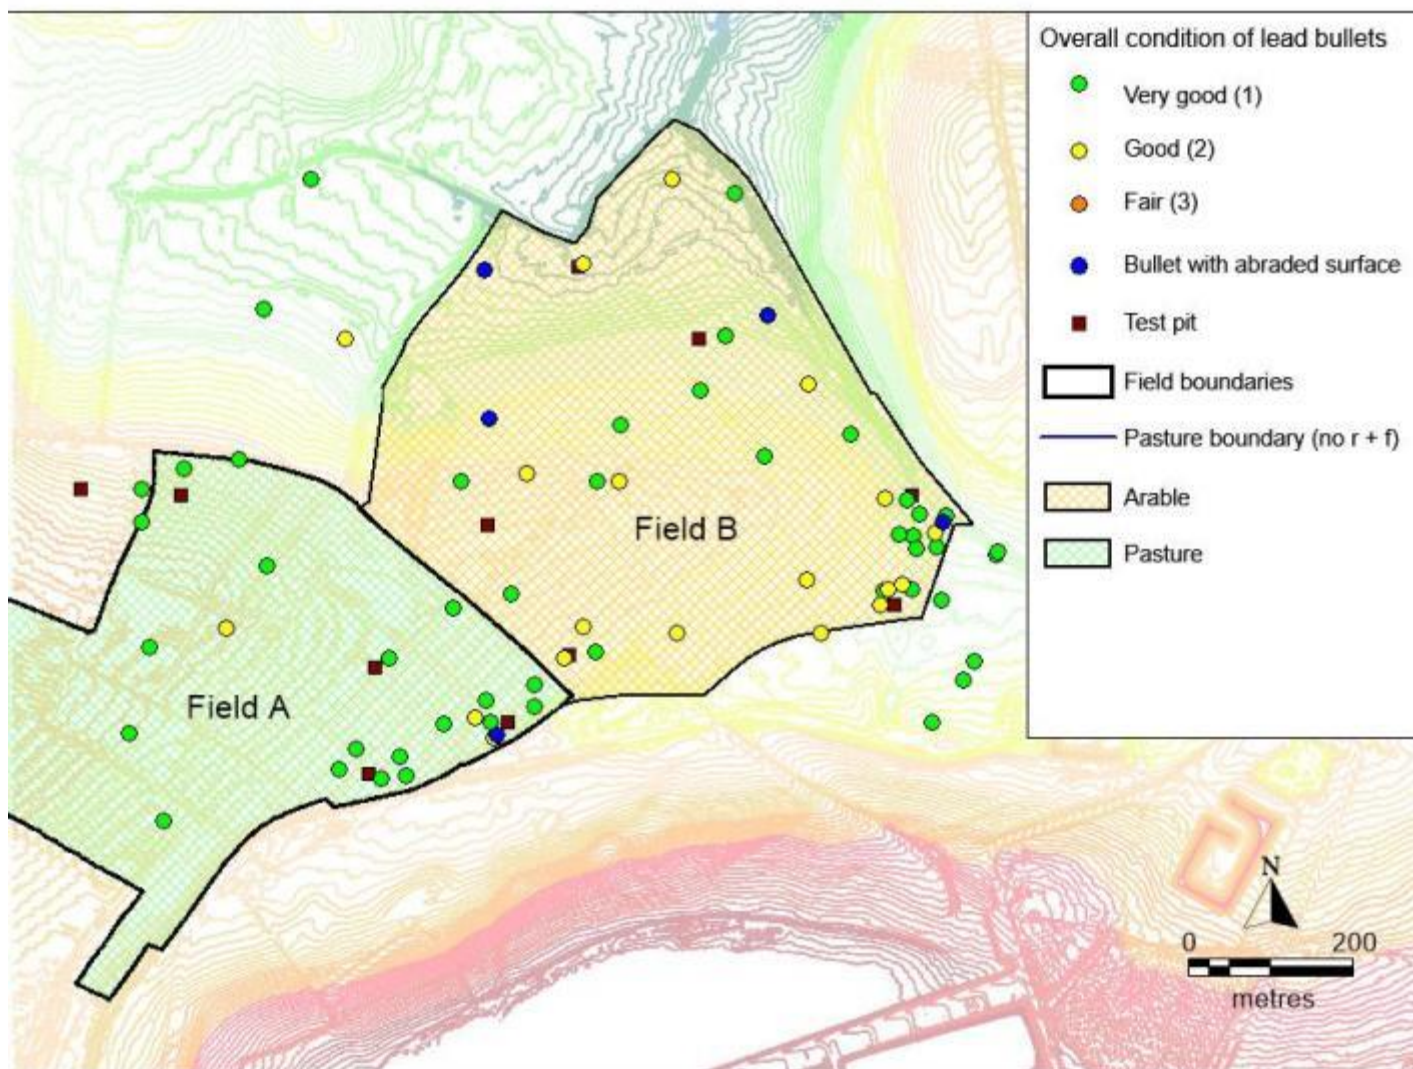 Overall condition of lead bullets
Very good (1)
Good (2)
Fair (3)
Bullet with abraded surface
Test pit
Field boundaries
Pasture boundary (no r + f)
Arable
Pasture
Field B
Field A
N
0 200
metres